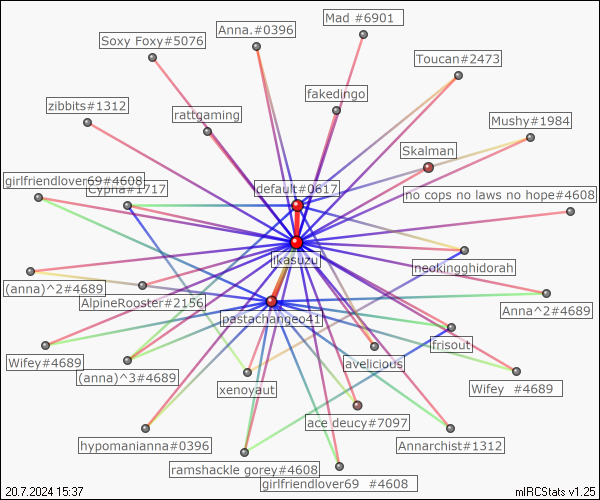 Mad #6901
Anna.#0396
Soxy Foxy#5076
Toucan#2473
fakedingo
zibbits#1312
rattgaming
Mushy#1984
Skalman
girlfriendlover69#4608
Cypha#1717
default#0617
no cops no laws no hope#4608
likasuzu
neokingghidorah
(anna)^2#4689
AlpineRooster#2156
Anna^2#4689
pastachangeo41
frisout
Wifey#4689
(anna)^3#4689
avelicious
xenoyaut
Wifey #4689
ace deucy#7097
hypomanianna#0396
Annarchist#1312
ramshackle gorey#4608
girlfriendlover69 #4608
20.7.2024 15:37
mIRCStats v1.25